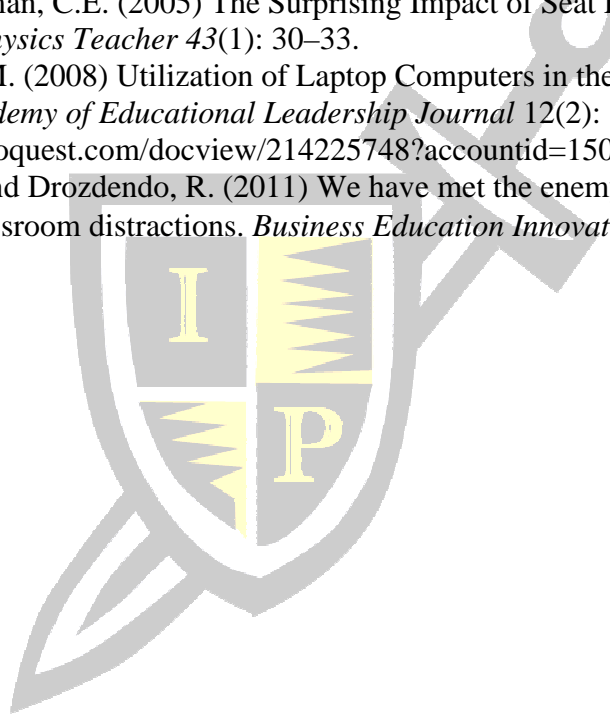 nan, C.E. (2005) The Surprising Impact of Seat
hysics Teacher 43(1): 30–33.
M. (2008) Utilization of Laptop Computers in the
demy of Educational Leadership Journal 12(2):
oquest.com/docview/214225748?accountid=150
nd Drozdendo, R. (2011) We have met the enem
ssroom distractions. Business Education Innovat
I
P